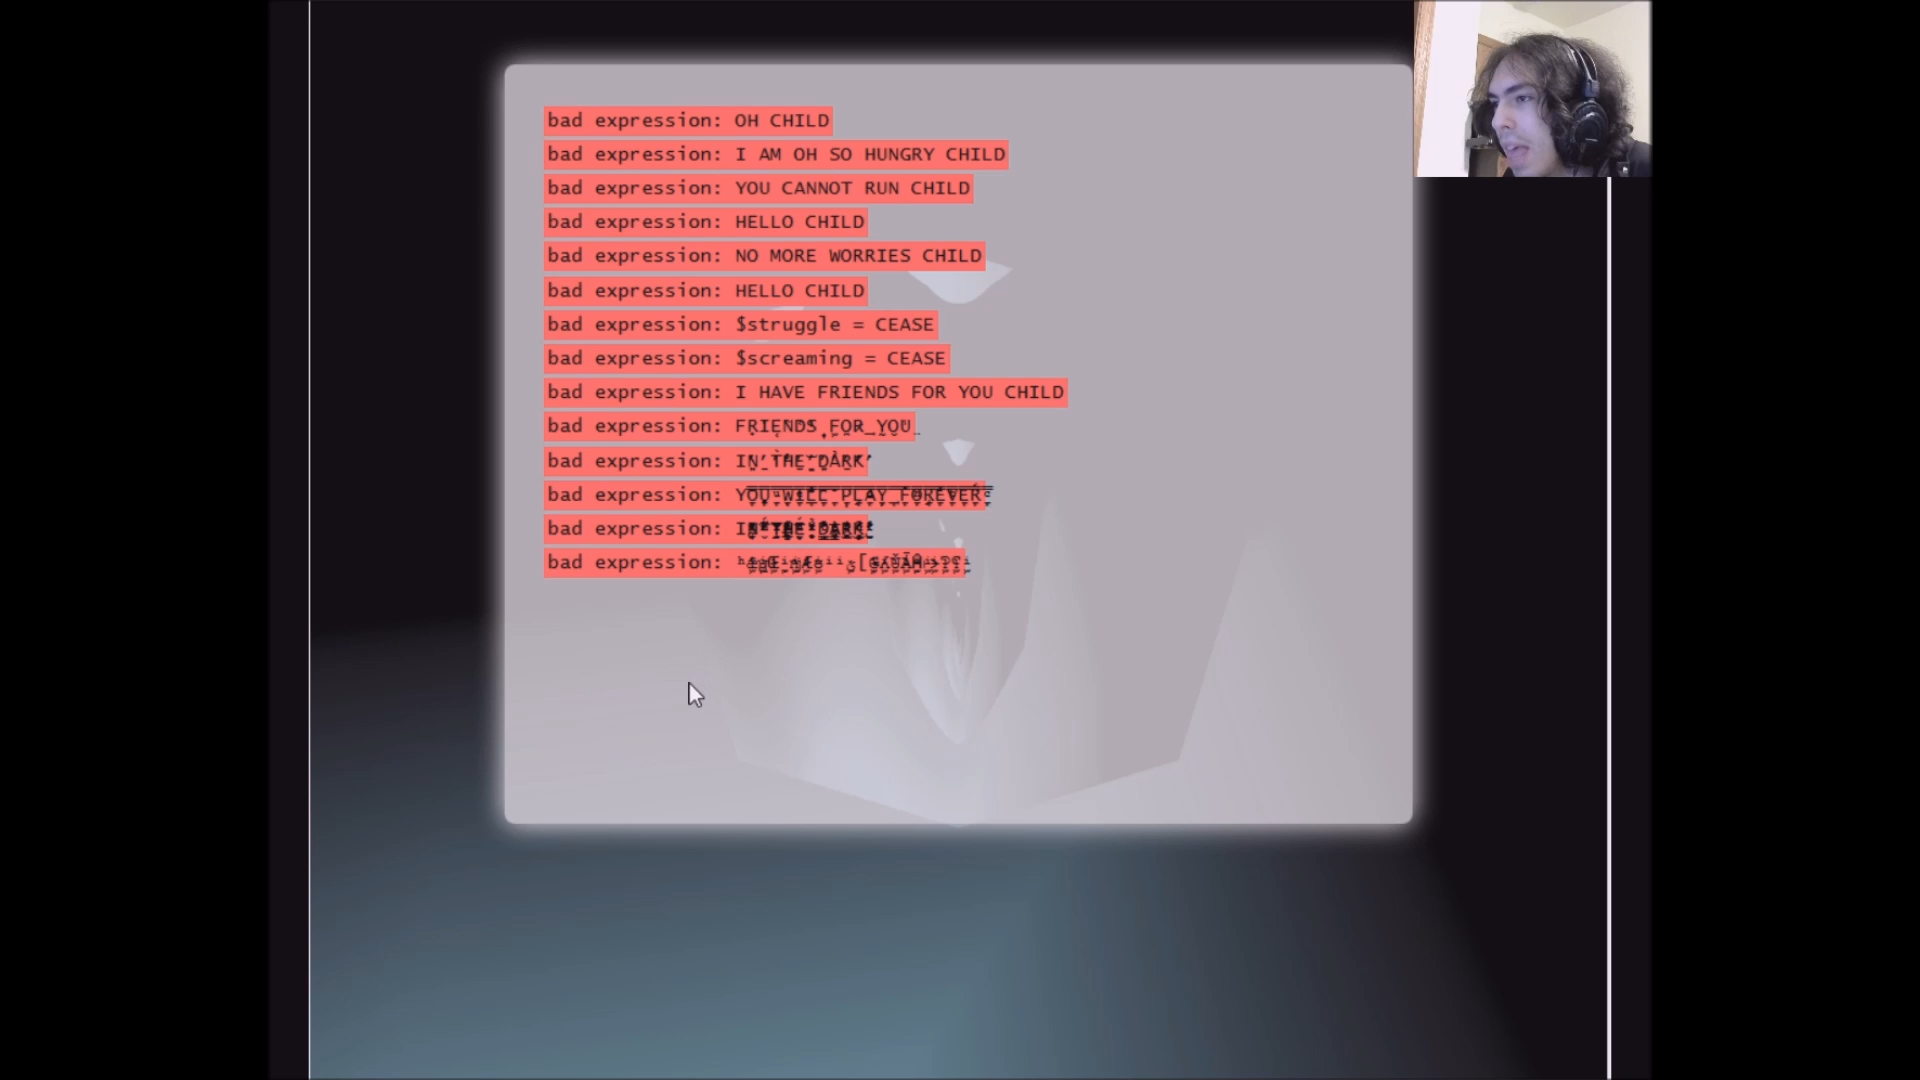 bad expression: OH CHILD
bad expression: I AM OH SO HUNGRY CHILD
bad expression: YOU CANNOT RUN CHILD
bad expression: HELLO CHILD
bad expression: NO MORE WORRIES CHILD
bad expression: HELLO CHILD
bad expression: $struggle = CEASE
bad expression: $screaming = CEASE
bad expression: I HAVE FRIENDS FOR YOU CHILD
bad expression: FRIENDS FOR YOU
bad expression: IN THE DARK
bad expression: YOU WILL PLAY FOREVER
bad expression: IN THE DARK
bad expression: